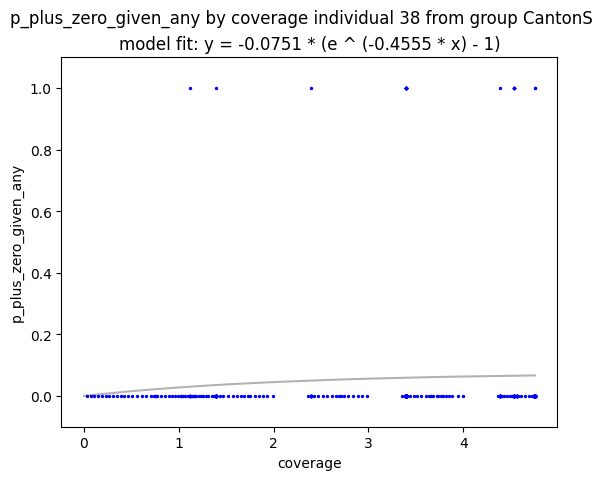 p_plus_zero_given_any by coverage individual 38 from group CantonS
model fit: y = -0.0751 * (e ^ (-0.4555 * x) - 1)
1.0
0.8
0.6
0.4
0.2
0.0
p_plus_zero_given_any
0 1 2 3 4
coverage